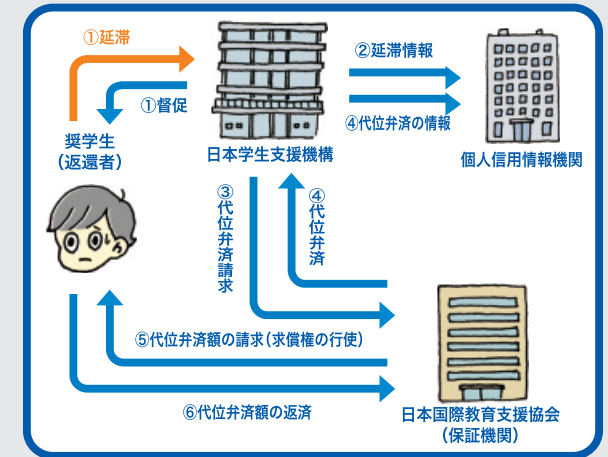 ①延滞
①督促
②延滞情報
④代位弁済の情報
奨学生
(返還者)
日本学生支援機構
個人信用情報機関
③代位弁済請求
④代位弁済
⑤代位弁済額の請求(求償権の行使)
⑥代位弁済額の返済
日本国際教育支援協会
(保証機関)